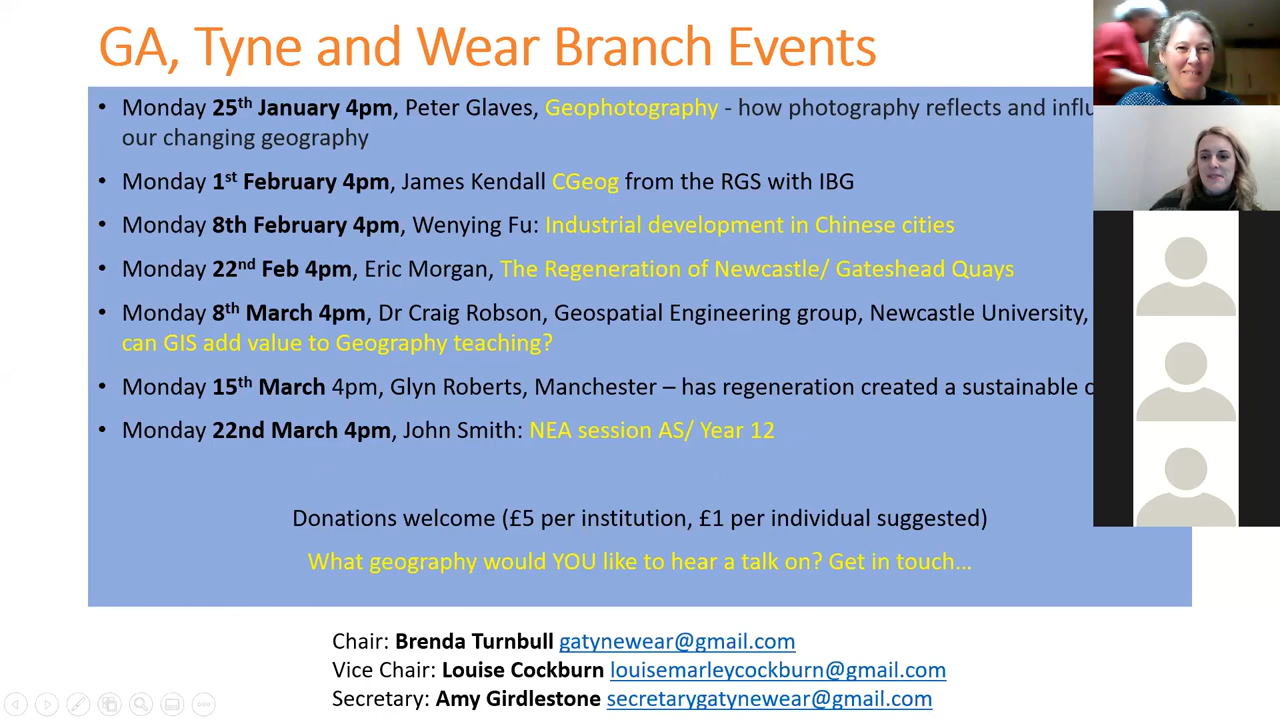 GA, Tyne and Wear Branch Events
• Monday 25th January 4pm, Peter Glaves, Geophotography - how photography reflects and
our changing geography
• Monday 1st February 4pm, James Kendall CGeog from the RGS with IBG
• Monday 8th February 4pm, Wenying Fu: Industrial development in Chinese cities
• Monday 22nd Feb 4pm, Eric Morgan, The Regeneration of Newcastle/ Gateshead Quays
• Monday 8th March 4pm, Dr Craig Robson, Geospatial Engineering group, Newcastle University,
can GIS add value to Geography teaching?
• Monday 15th March 4pm, Glyn Roberts, Manchester – has regeneration created a sustainable
• Monday 22nd March 4pm, John Smith: NEA session AS/ Year 12
Donations welcome (£5 per institution, £1 per individual suggested)
What geography would YOU like to hear a talk on? Get in touch…
Chair: Brenda Turnbull gatynewear@gmail.com
Vice Chair: Louise Cockburn louisemarleycockburn@gmail.com
Secretary: Amy Girdlestone secretarygatynewear@gmail.com